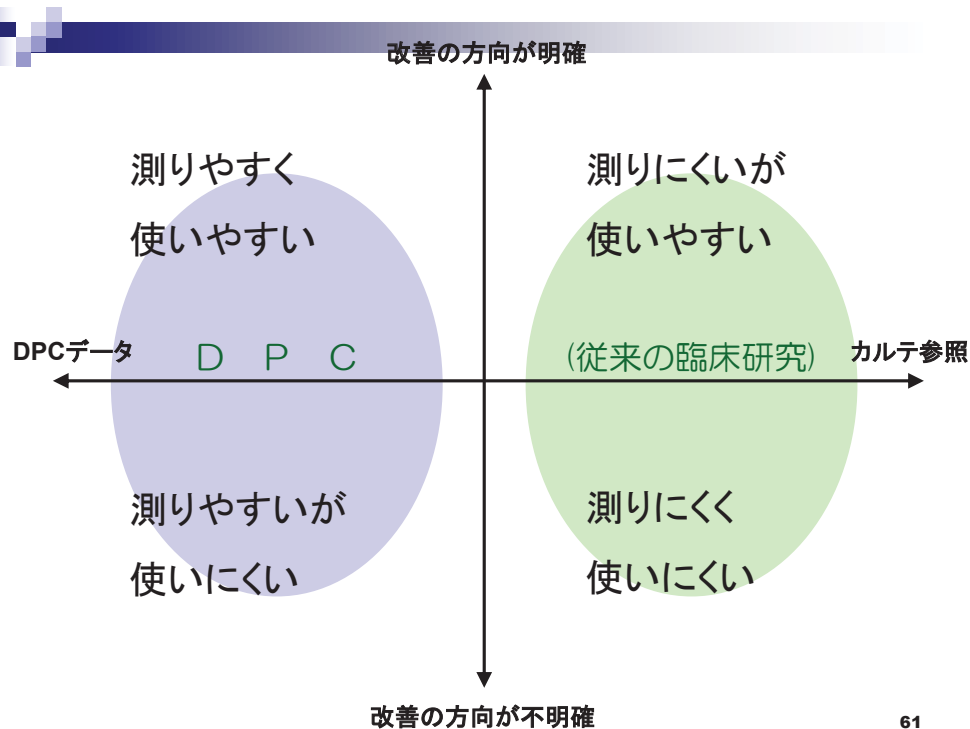 改善の方向が明確
測りやすく
使いやすい
測りにくいが
使いやすい
DPCデータ
D P C
(従来の臨床研究)
カルテ参照
測りやすいが
使いにくい
測りにくく
使いにくい
改善の方向が不明確
61